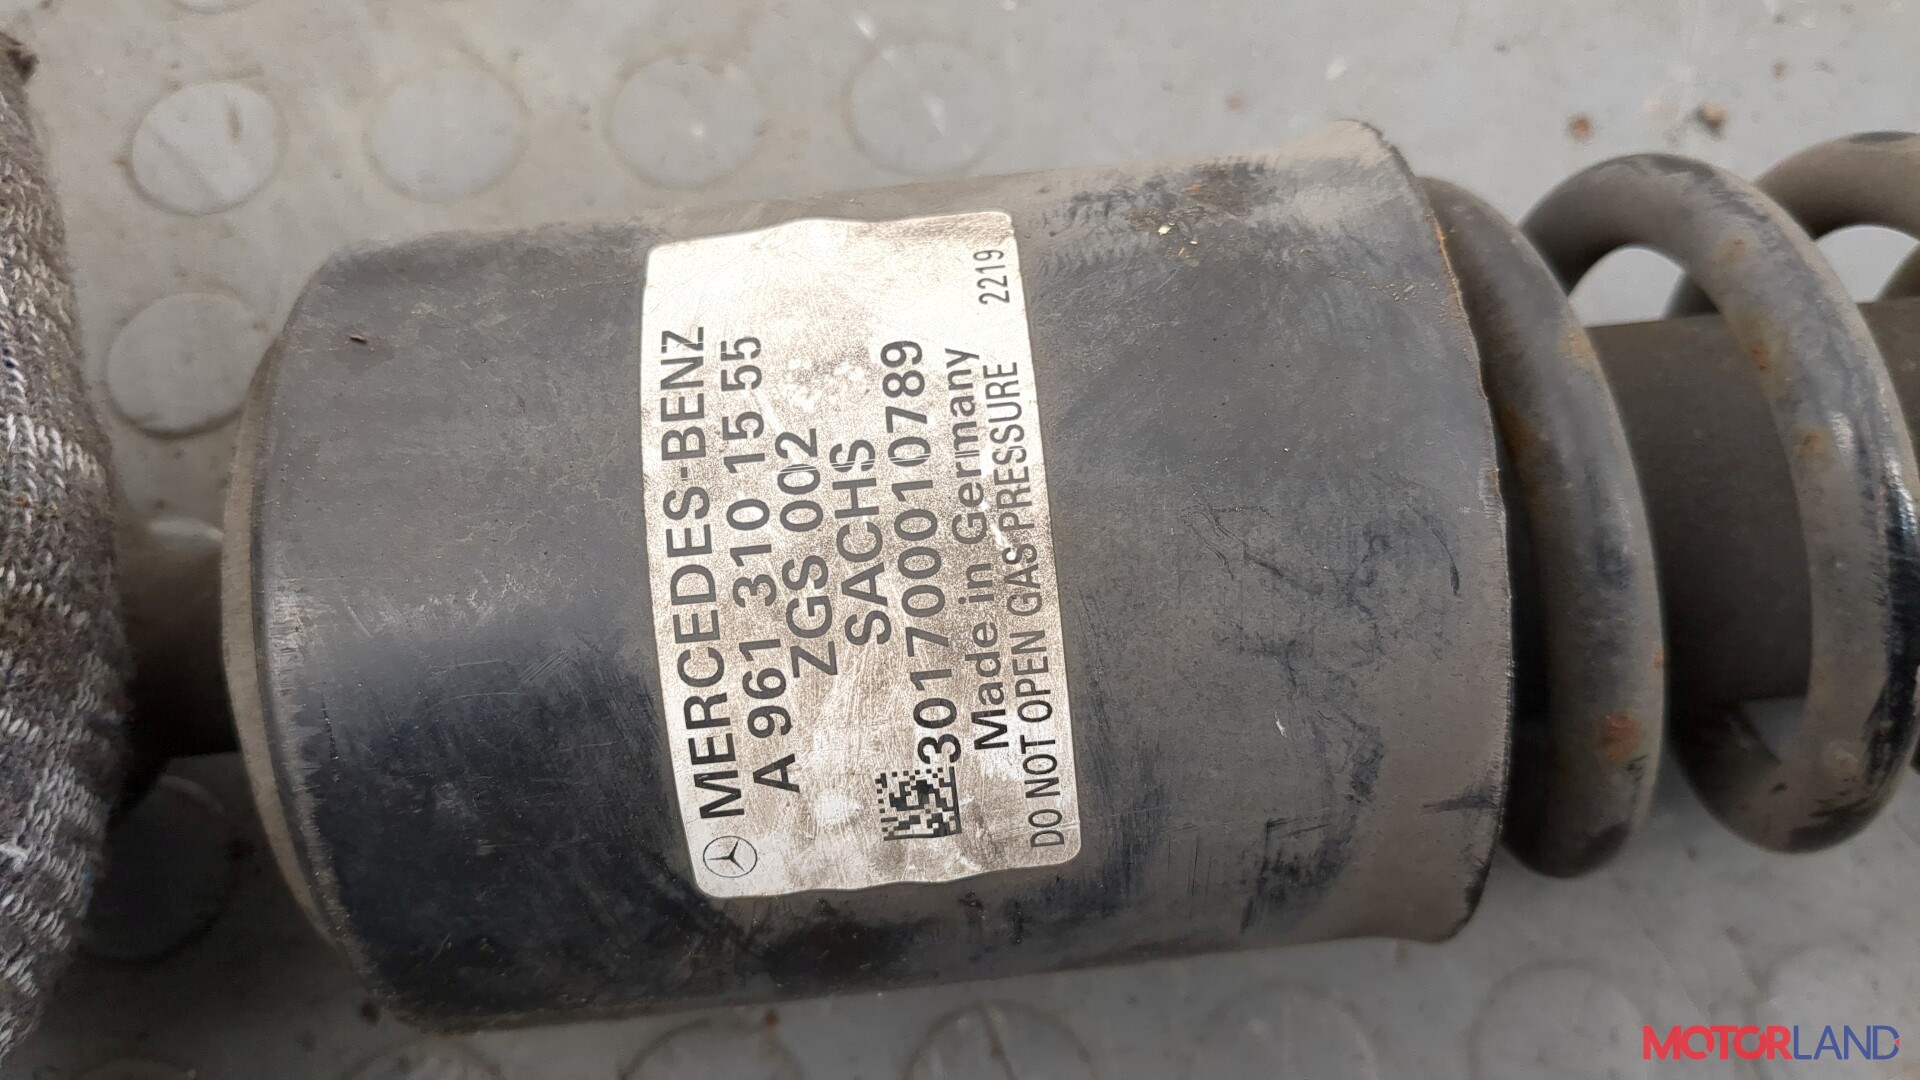 MERCEDES-BENZ
A 961 310 15 55
ZGS 002
SACHS
23017000010789
Made in Germany
DO NOT OPEN GAS PRESSURE 2219
MOTORLAND